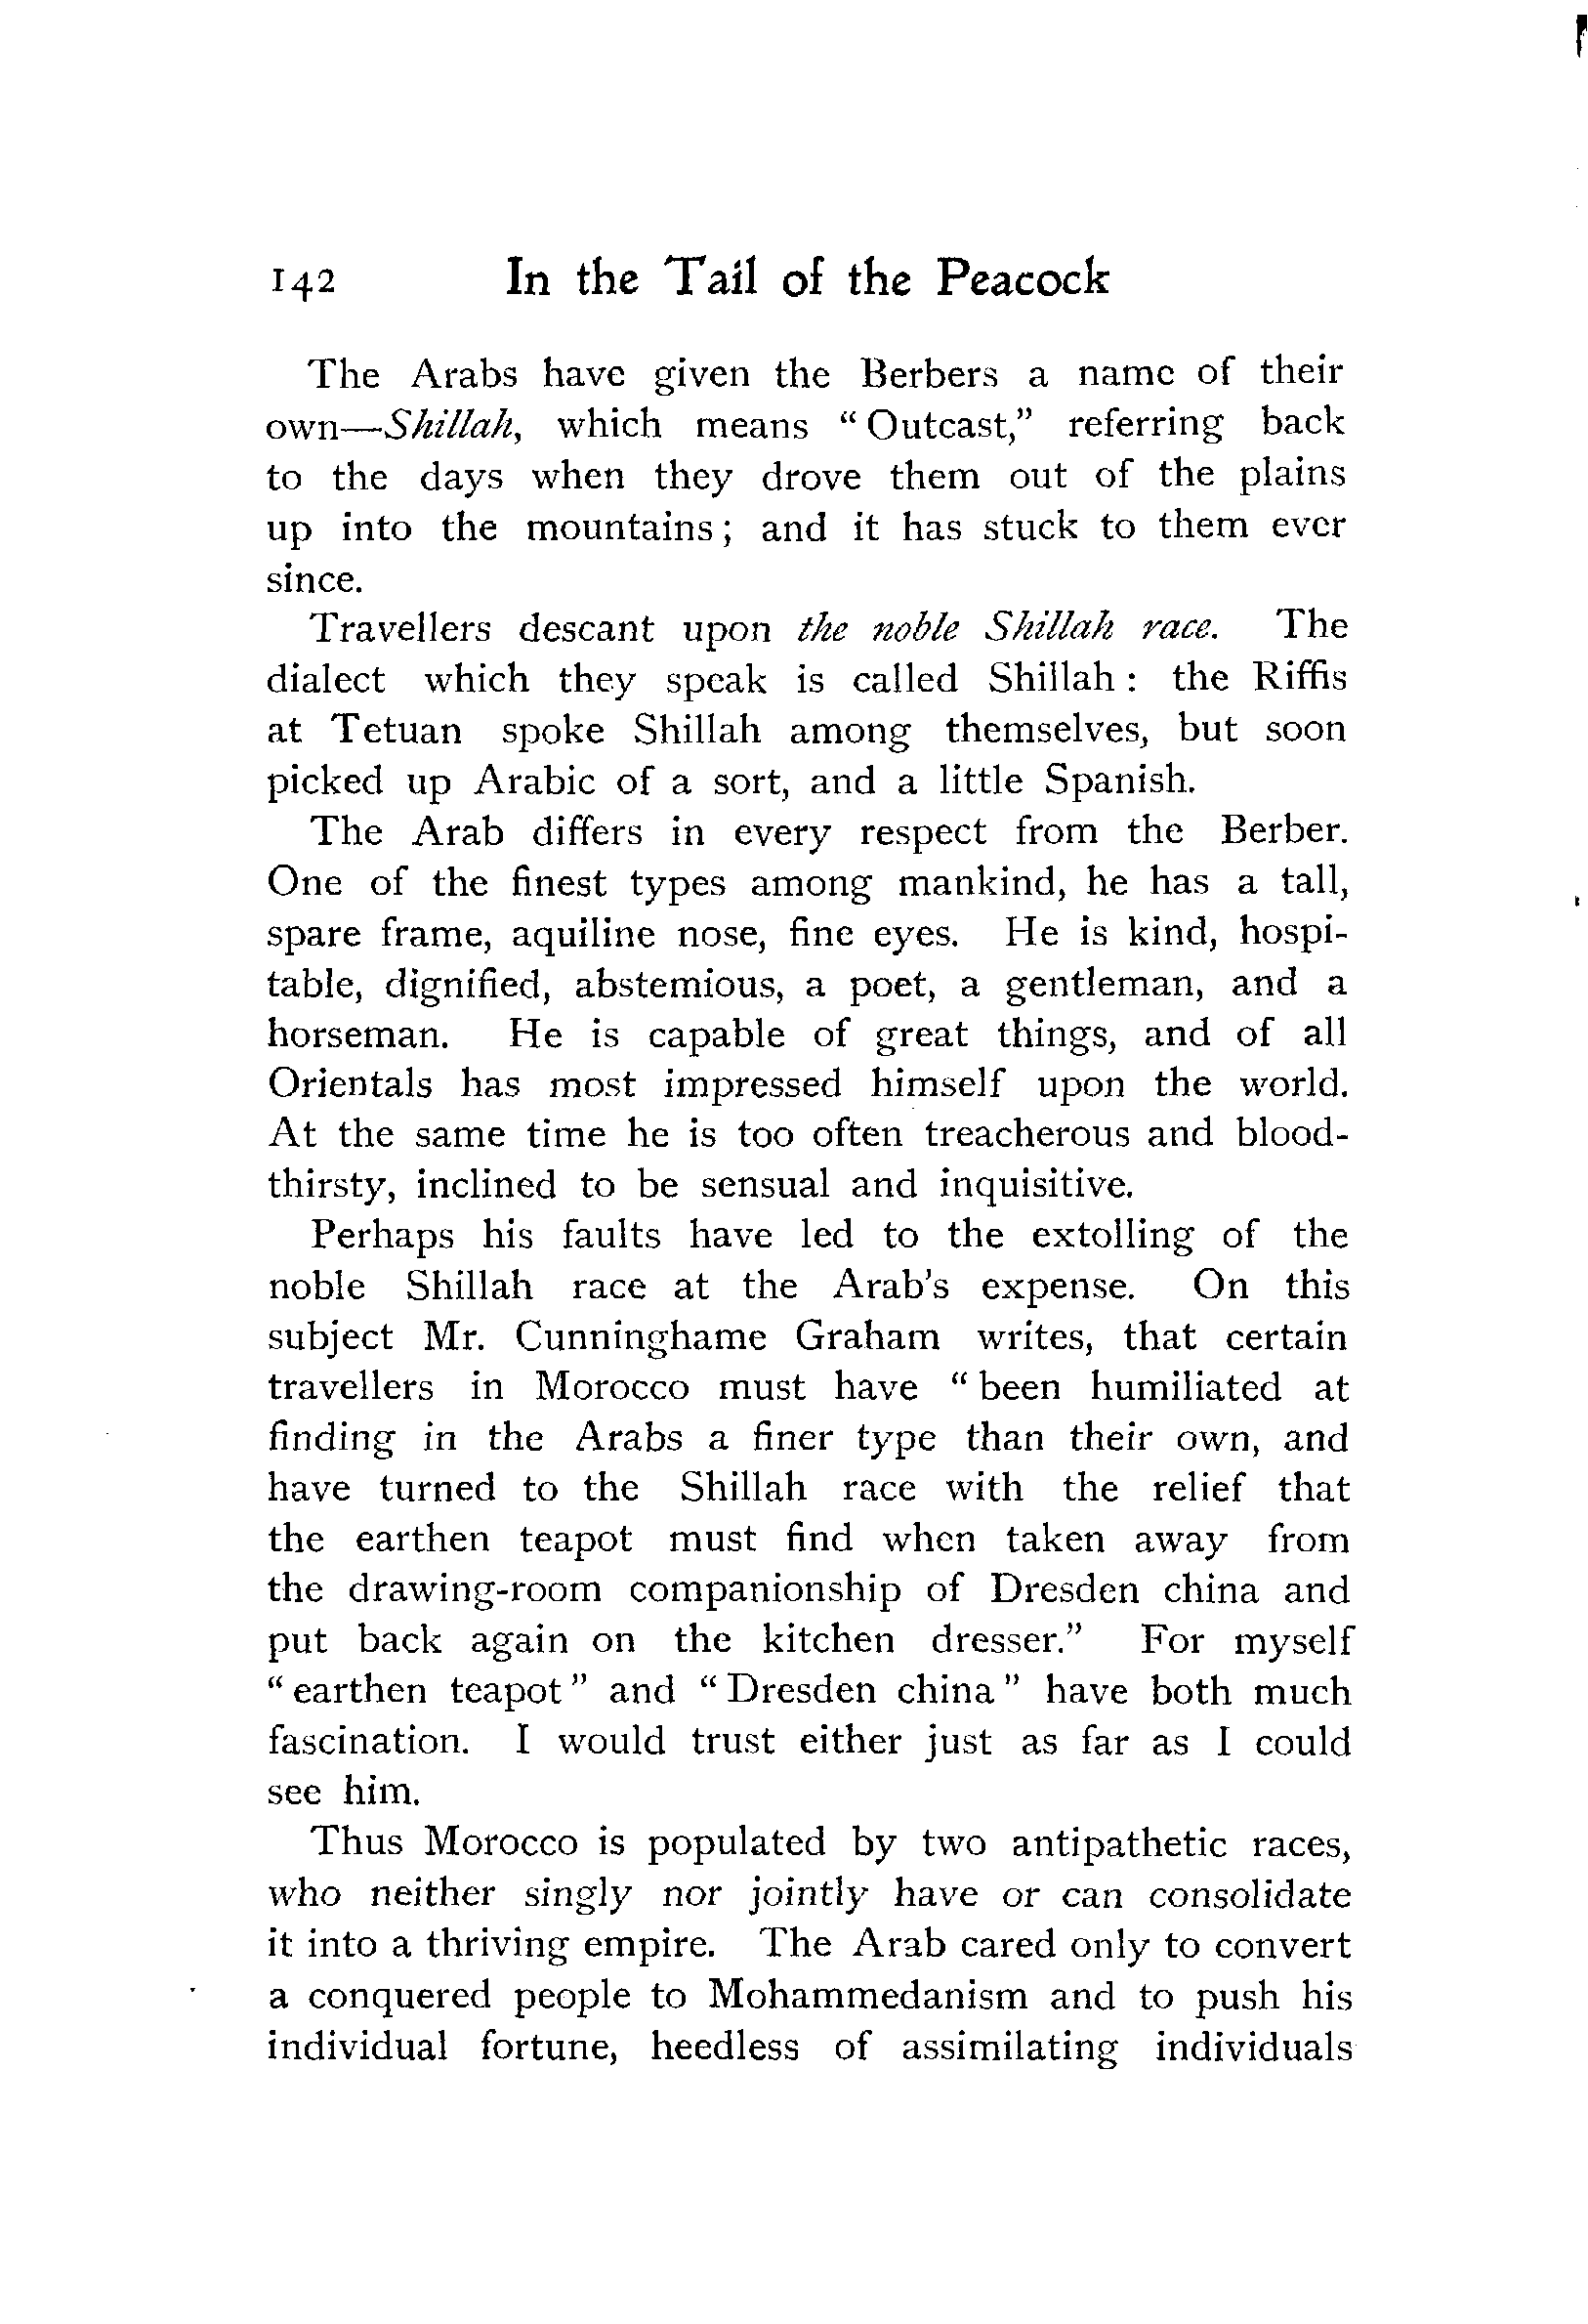 142 In the Tail of the Peacock
The Arabs have given the Berbers a name of their
own—Shillah, which means “Outcast,” referring back
to the days when they drove them out of the plains
up into the mountains; and it has stuck to them ever
since.
Travellers descant upon the noble Shillah race. The
dialect which they speak is called Shillah: the Riffis
at Tetuan spoke Shillah among themselves, but soon
picked up Arabic of a sort, and a little Spanish.
The Arab differs in every respect from the Berber.
One of the finest types among mankind, he has a tall,
spare frame, aquiline nose, fine eyes. He is kind, hospi-
table, dignified, abstemious, a poet, a gentleman, and a
horseman. He is capable of great things, and of all
Orientals has most impressed himself upon the world.
At the same time he is too often treacherous and blood-
thirsty, inclined to be sensual and inquisitive.
Perhaps his faults have led to the extolling of the
noble Shillah race at the Arab’s expense. On this
subject Mr. Cunninghame Graham writes, that certain
travellers in Morocco must have “been humiliated at
finding in the Arabs a finer type than their own, and
have turned to the Shillah race with the relief that
the earthen teapot must find when taken away from
the drawing-room companionship of Dresden china and
put back again on the kitchen dresser.” For myself
“earthen teapot” and “Dresden china” have both much
fascination. I would trust either just as far as I could
see him.
Thus Morocco is populated by two antipathetic races,
who neither singly nor jointly have or can consolidate
it into a thriving empire. The Arab cared only to convert
a conquered people to Mohammedanism and to push his
individual fortune, heedless of assimilating individuals